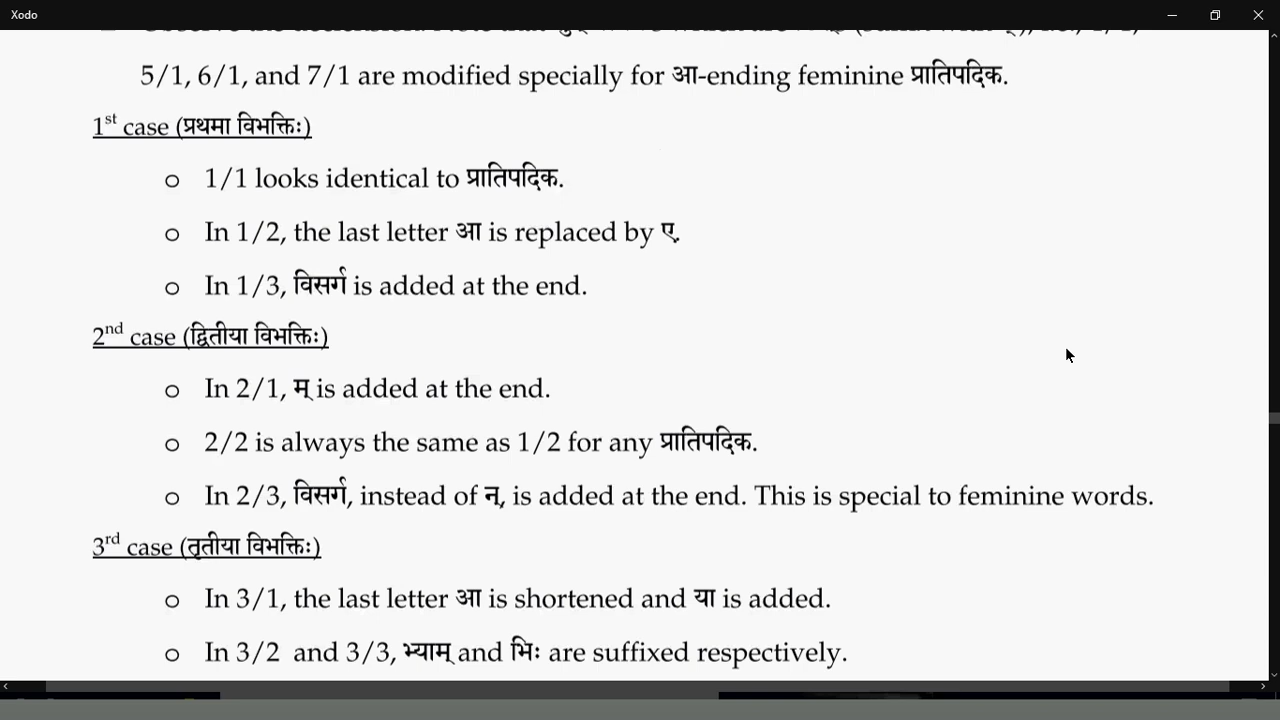 Xodo
5/1, 6/1, and 7/1 are modified specially for आ-ending feminine प्रातिपदिक.
1st case (प्रथमा विभक्तिः)
o 1/1 looks identical to प्रातिपदिक.
o In 1/2, the last letter आ is replaced by ए.
o In 1/3, विसर्ग is added at the end.
2nd case (द्वितीया विभक्तिः)
o In 2/1, म् is added at the end.
o 2/2 is always the same as 1/2 for any प्रातिपदिक.
o In 2/3, विसर्ग, instead of न्, is added at the end. This is special to feminine words.
3rd case (तृतीया विभक्तिः)
o In 3/1, the last letter आ is shortened and या is added.
o In 3/2 and 3/3, भ्याम् and भिः are suffixed respectively.